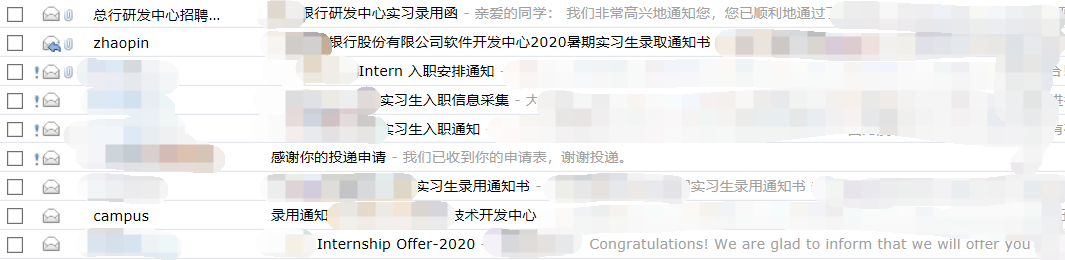 总行研发中心招聘... 银行研发中心实习录用函 - 亲爱的同学： 我们非常高兴地通知您，您已顺利地通过了
zhaopin 银行股份有限公司软件开发中心2020暑期实习生录取通知书
Intern 入职安排通知 -
实习生入职信息采集 - 大
实习生入职通知 -
感谢你的投递申请 - 我们已收到你的申请表，谢谢投递。
实习生录用通知书 - 实习生录用通知书 -
campus 录用通知 技术开发中心
Internship Offer-2020 - Congratulations! We are glad to inform that we will offer you